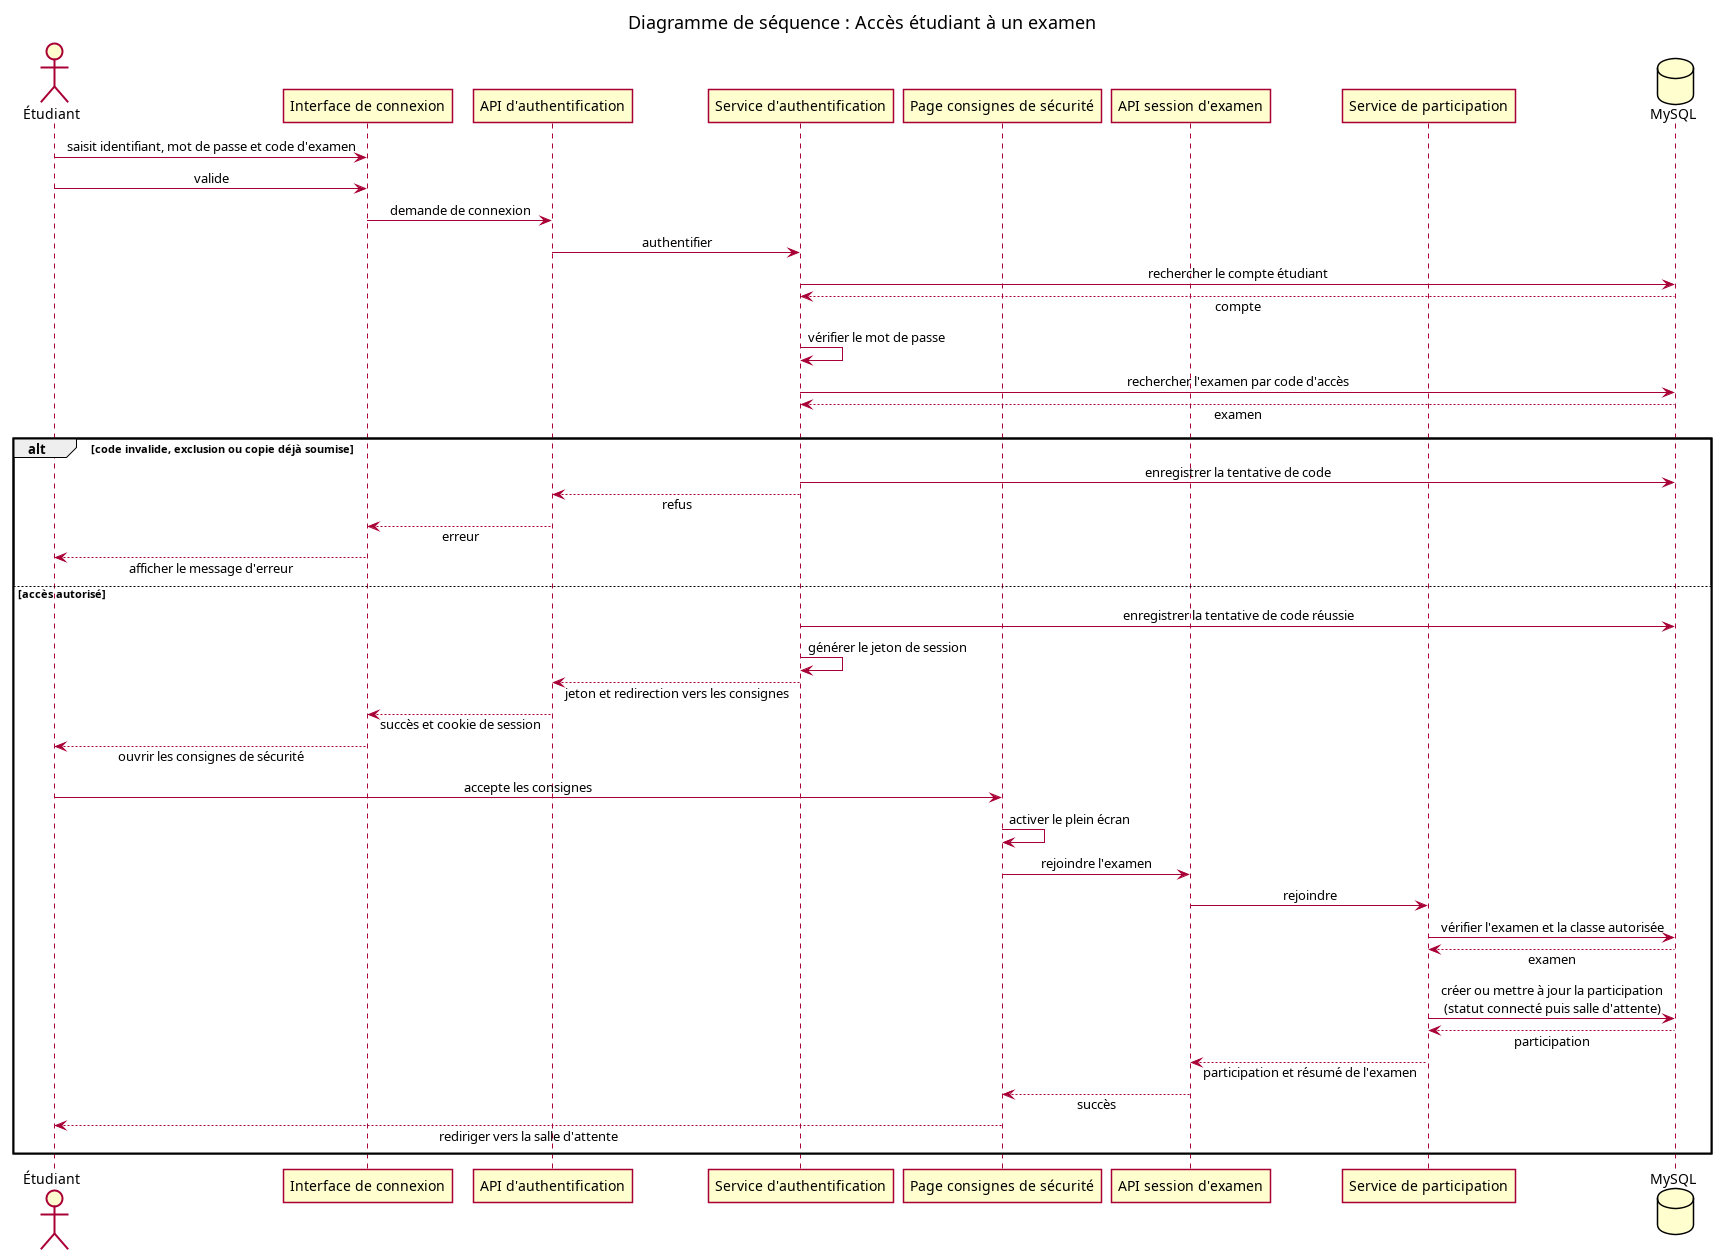 Diagramme de séquence : Accès étudiant à un examen
Étudiant
Interface de connexion
API d'authentification
Service d'authentification
Page consignes de sécurité
API session d'examen
Service de participation
MySQL
saisit identifiant, mot de passe et code d'examen
valide
demande de connexion
authentifier
rechercher le compte étudiant
compte
vérifier le mot de passe
rechercher l'examen par code d'accès
examen
alt [code invalide, exclusion ou copie déjà soumise]
enregistrer la tentative de code
refus
erreur
afficher le message d'erreur
[accès autorisé]
enregistrer la tentative de code réussie
générer le jeton de session
jeton et redirection vers les consignes
succès et cookie de session
ouvrir les consignes de sécurité
accepte les consignes
activer le plein écran
rejoindre l'examen
rejoindre
vérifier l'examen et la classe autorisée
examen
créer ou mettre à jour la participation
(statut connecté puis salle d'attente)
participation
participation et résumé de l'examen
succès
rediriger vers la salle d'attente
Étudiant
Interface de connexion
API d'authentification
Service d'authentification
Page consignes de sécurité
API session d'examen
Service de participation
MySQL